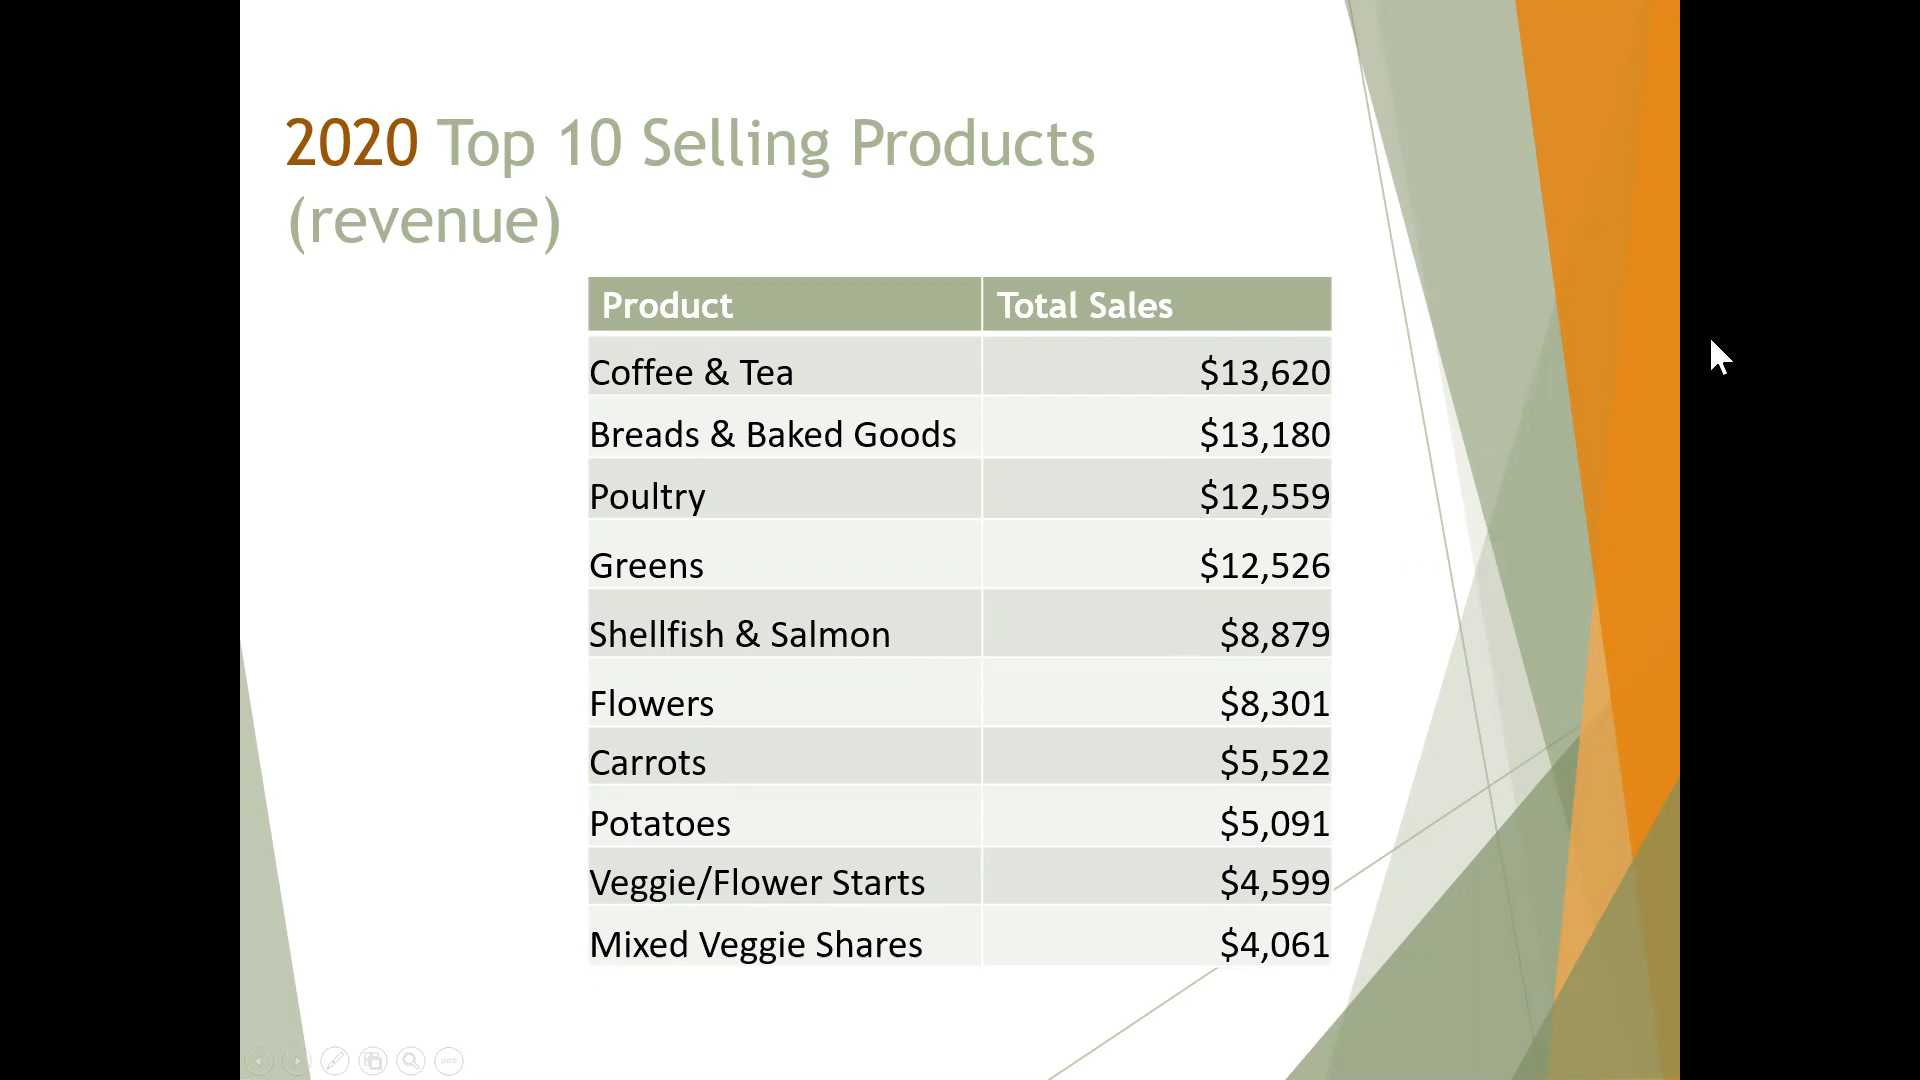 2020 Top 10 Selling Products
(revenue)
Product Total Sales
Coffee & Tea $13,620
Breads & Baked Goods $13,180
Poultry $12,559
Greens $12,526
Shellfish & Salmon $8,879
Flowers $8,301
Carrots $5,522
Potatoes $5,091
Veggie/Flower Starts $4,599
Mixed Veggie Shares $4,061